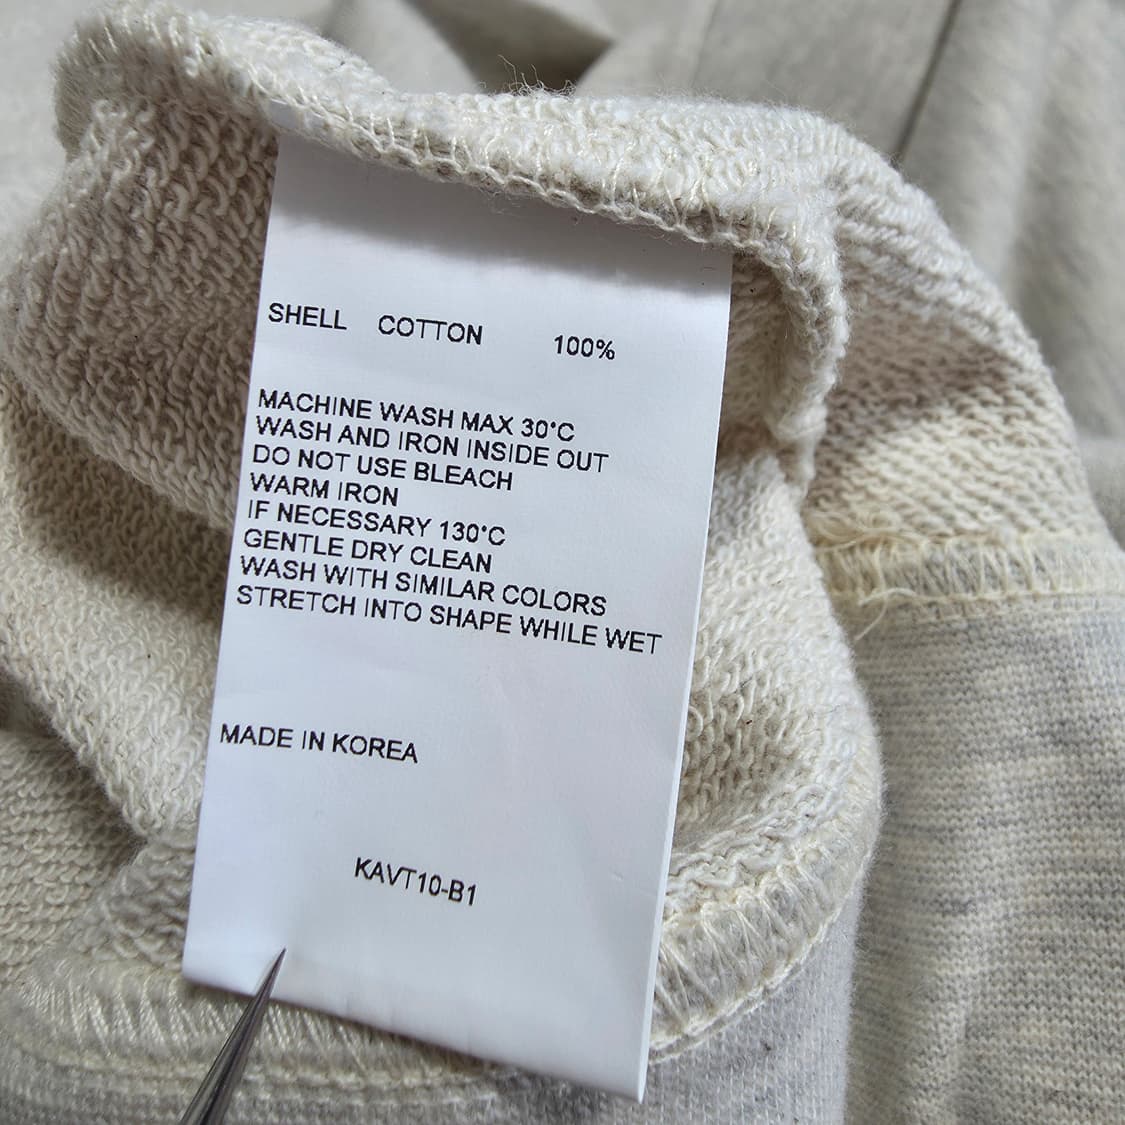 SHELL COTTON 100%
MACHINE WASH MAX 30°C
WASH AND IRON INSIDE OUT
DO NOT USE BLEACH
WARM IRON
IF NECESSARY 130°C
GENTLE DRY CLEAN
WASH WITH SIMILAR COLORS
STRETCH INTO SHAPE WHILE WET
MADE IN KOREA
KAVT10-B1